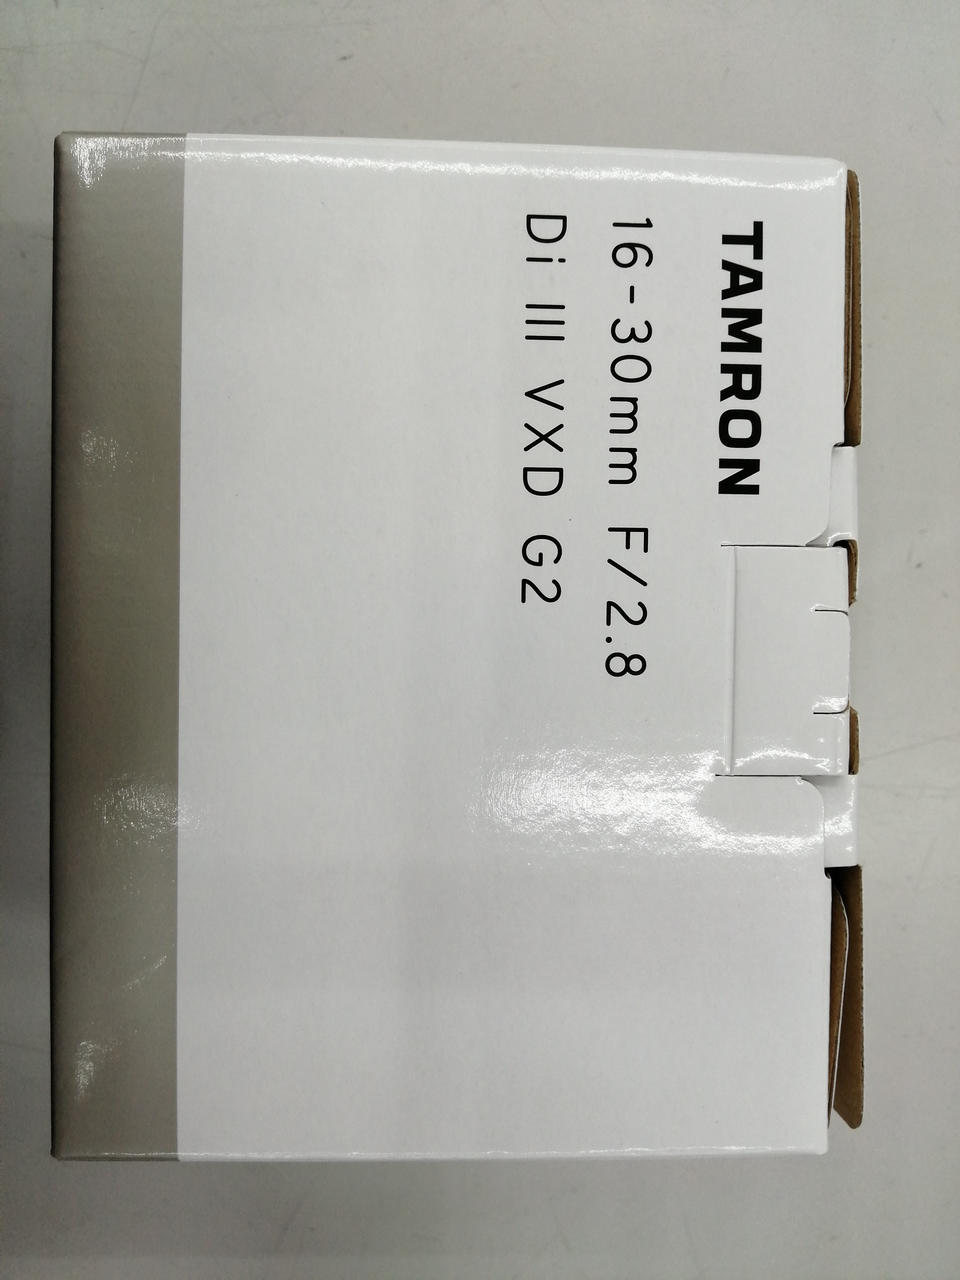 TAMRON
16-30mm F/2.8
Di III VXD G2